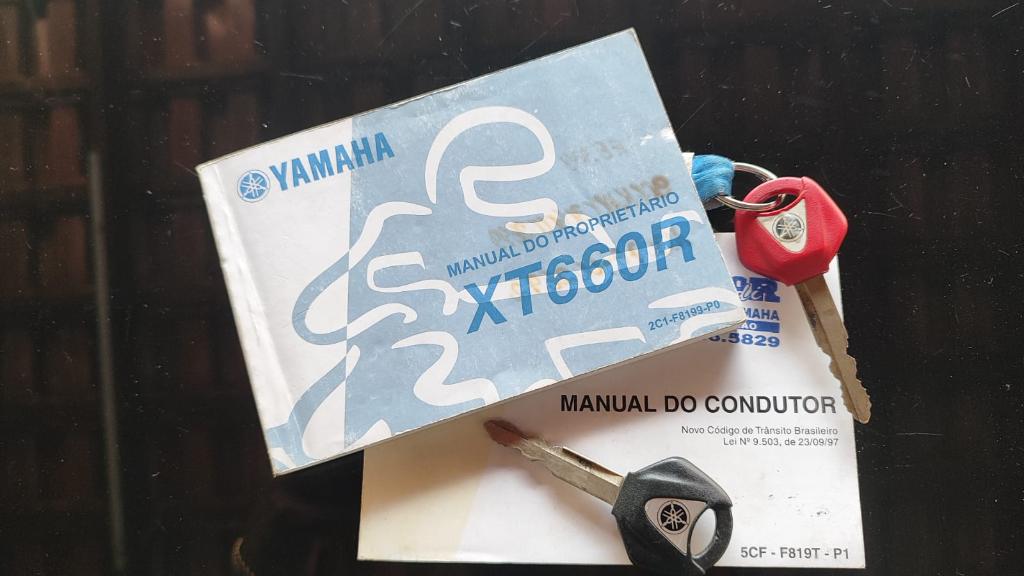 YAMAHA
MANUAL DO PROPRIETÁRIO
XT660R
2C1-F8199-P0
5829
MANUAL DO CONDUTOR
Novo Código de Trânsito Brasileiro
Lei Nº 9.503, de 23/09/97
5CF - F819T - P1